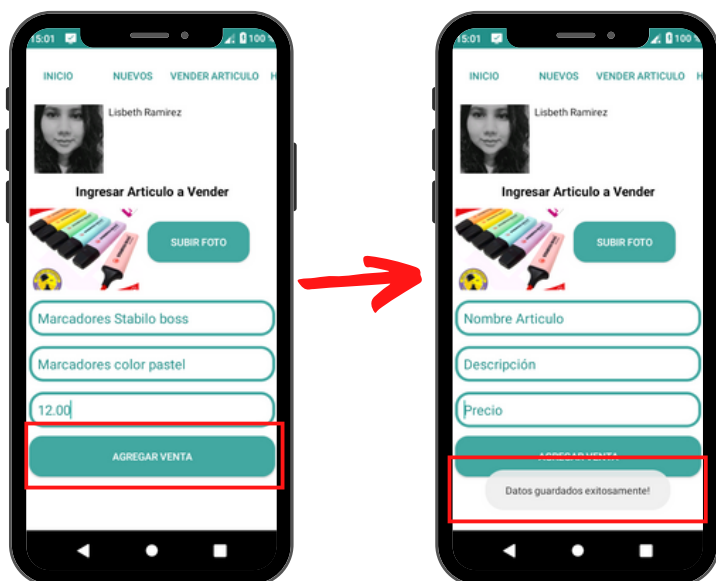 15:01
100
INICIO NUEVOS VENDER ARTICULO H
Lisbeth Ramirez
Ingresar Articulo a Vender
SUBIR FOTO
Marcadores Stabilo boss
Marcadores color pastel
12.00
AGREGAR VENTA
15:01
100
INICIO NUEVOS VENDER ARTICULO H
Lisbeth Ramirez
Ingresar Articulo a Vender
SUBIR FOTO
Nombre Articulo
Descripción
Precio
AGREGAR VENTA
Datos guardados exitosamente!